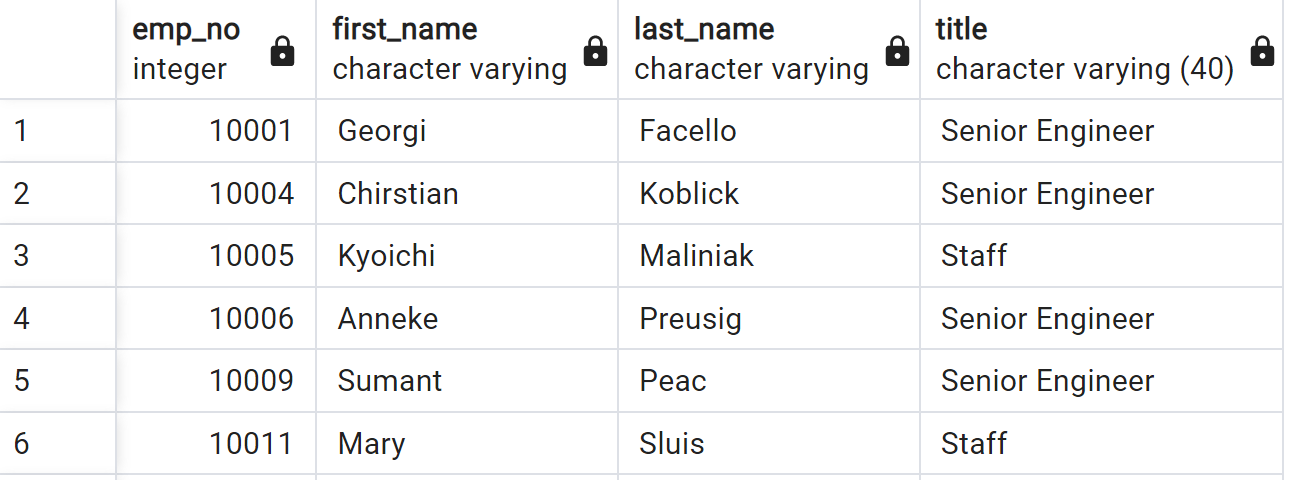 emp_no first_name last_name title
integer character varying character varying character varying (40)
1 10001 Georgi Facello Senior Engineer
2 10004 Chirstian Koblick Senior Engineer
3 10005 Kyoichi Maliniak Staff
4 10006 Anneke Preusig Senior Engineer
5 10009 Sumant Peac Senior Engineer
6 10011 Mary Sluis Staff